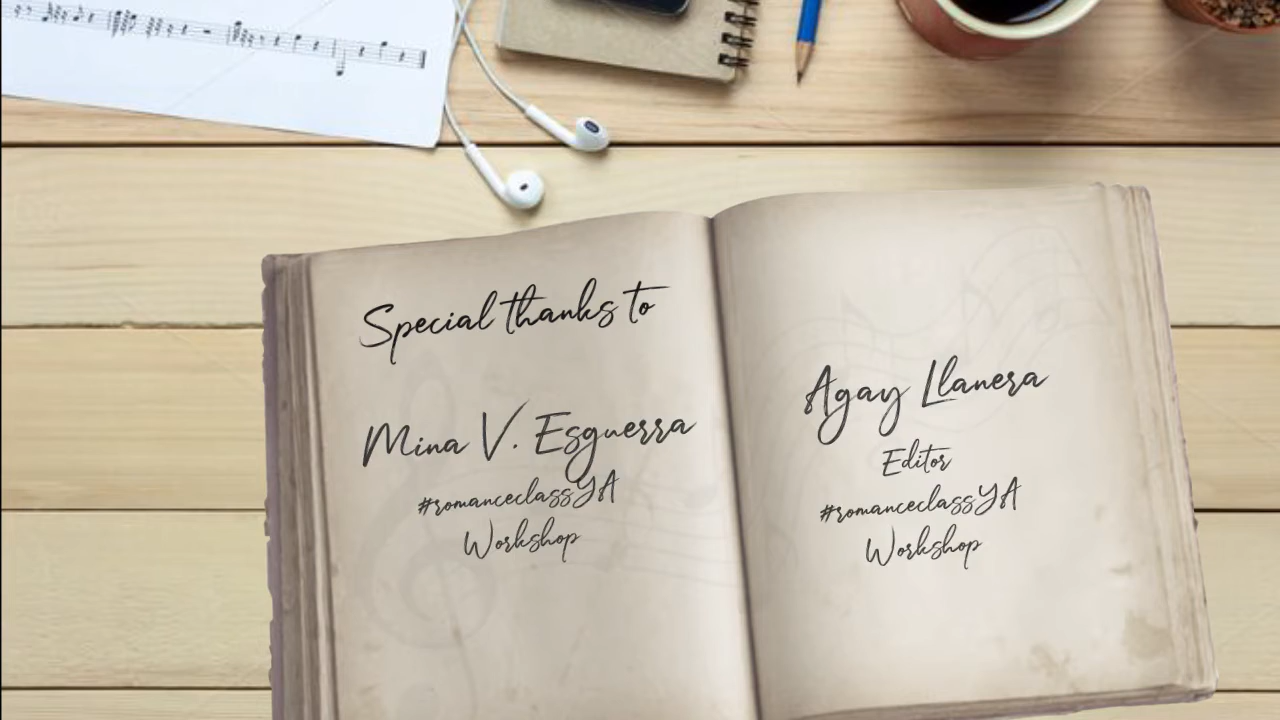 Special thanks to
Mina V. Esguerra
#romanceclassYA
Workshop
Agay Llanera
Editor
#romanceclassYA
Workshop